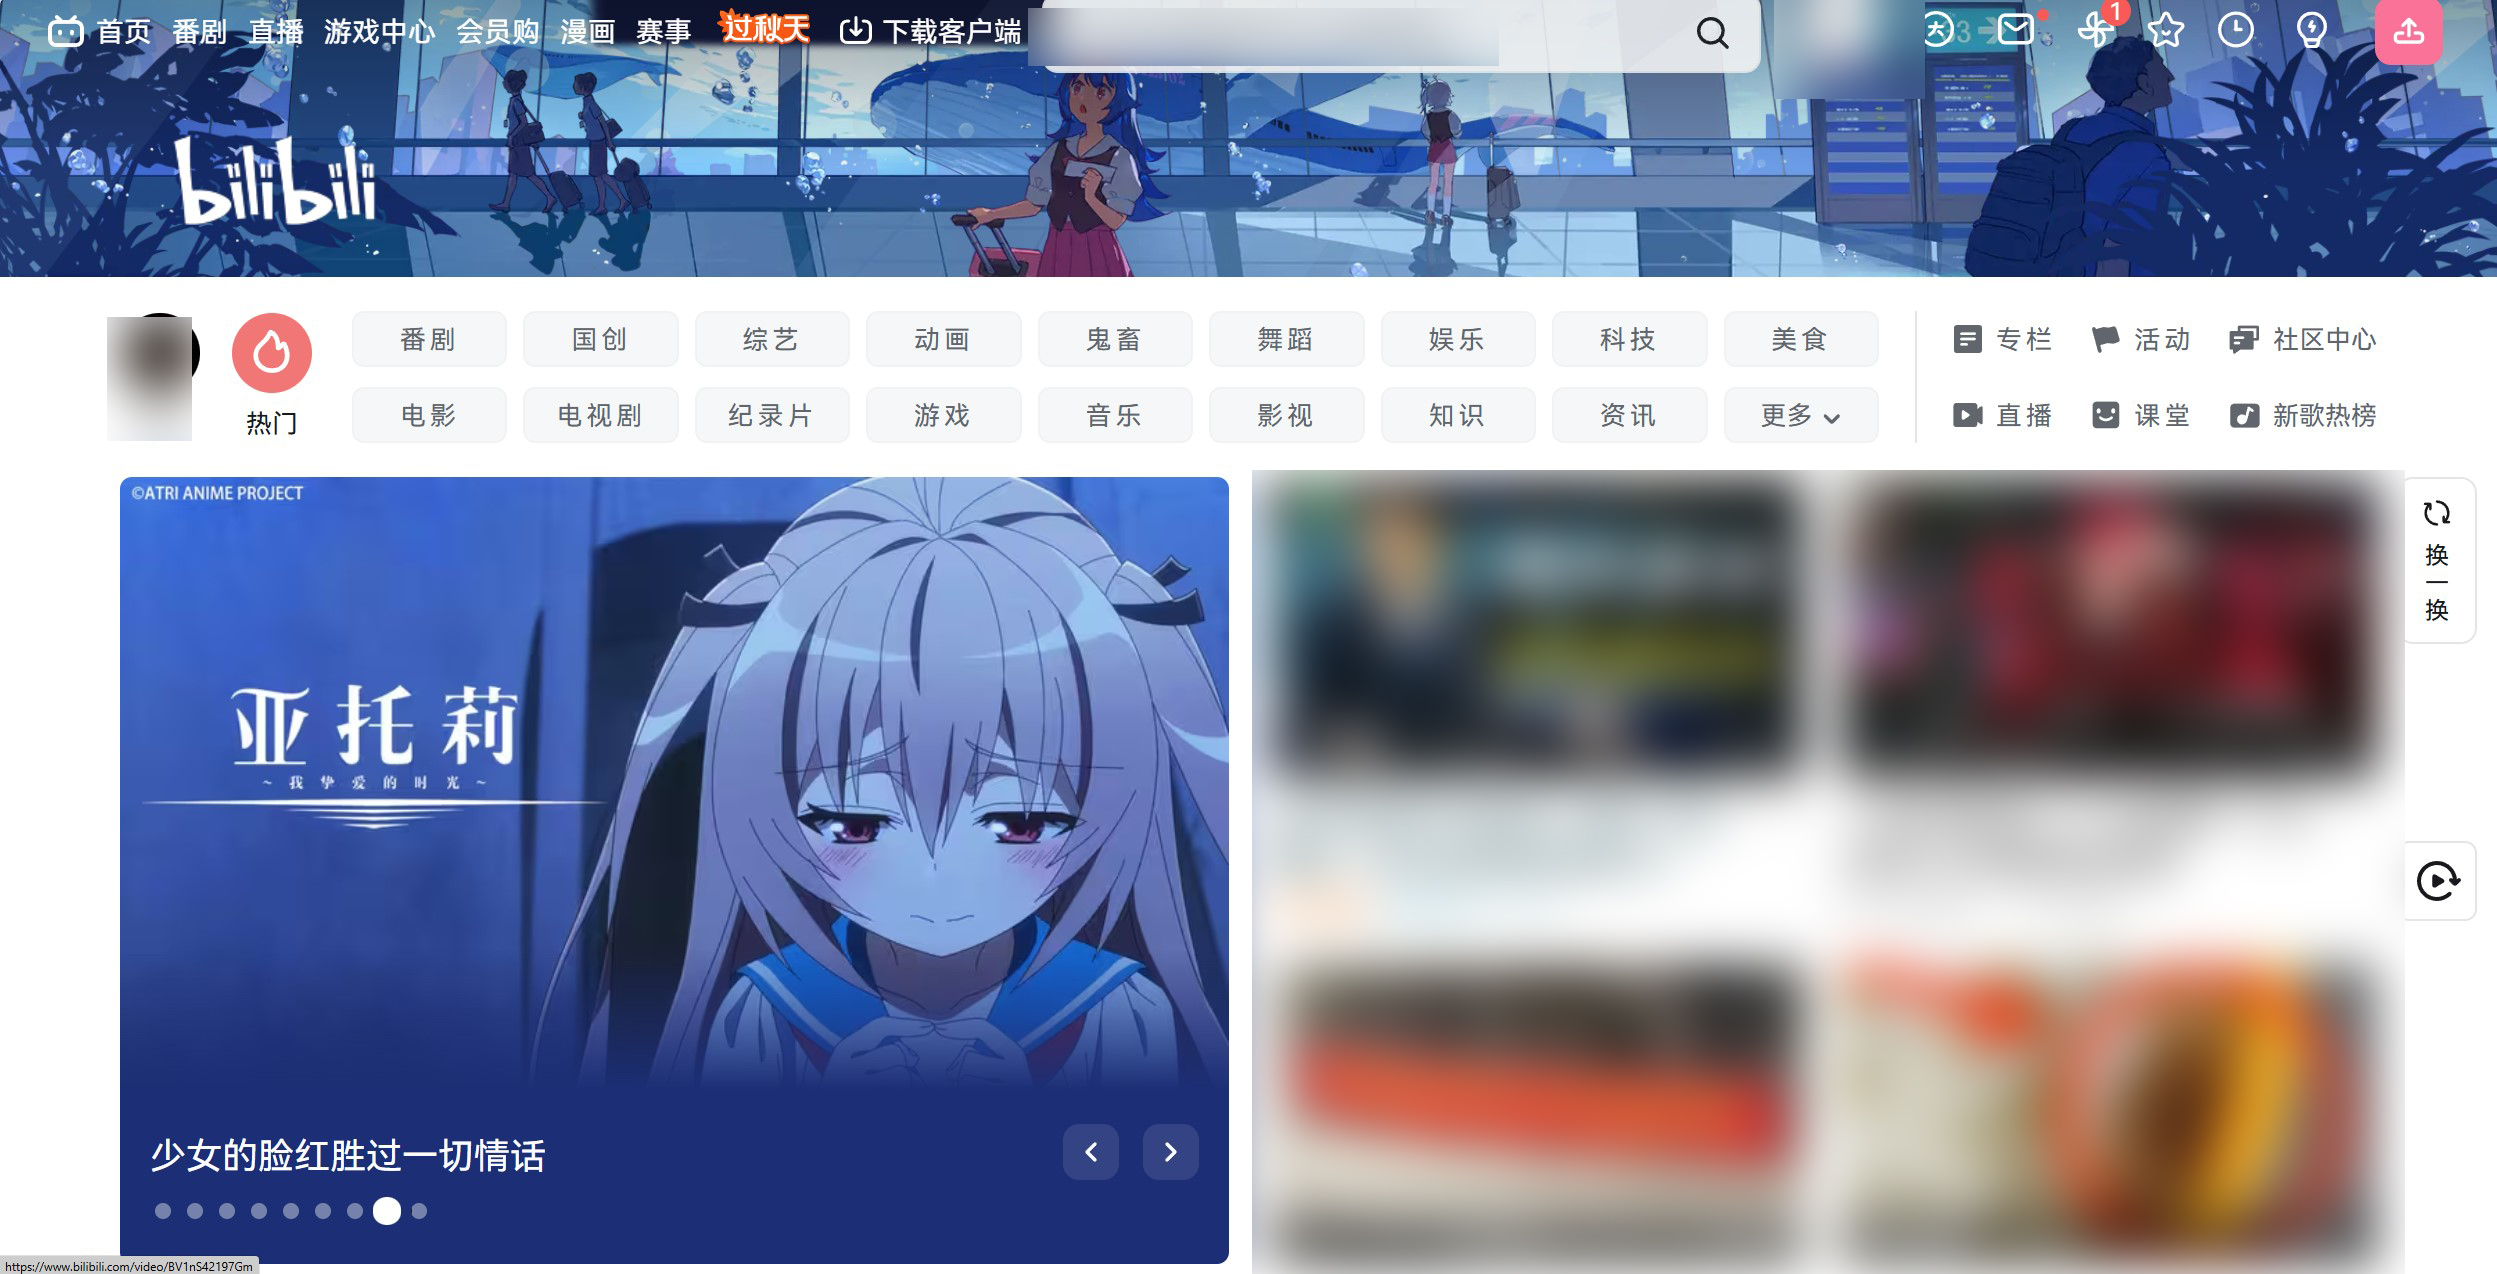 首页 番剧 直播 游戏中心 会员购 漫画 赛事 过秋天 下载客户端
1
bilibili
热门
番剧 国创 综艺 动画 鬼畜 舞蹈 娱乐 科技 美食
电影 电视剧 纪录片 游戏 音乐 影视 知识 资讯 更多
专栏 活动 社区中心
直播 课堂 新歌热榜
©ATRI ANIME PROJECT
亚托莉
~我挚爱的时光~
少女的脸红胜过一切情话
换一换
https://www.bilibili.com/video/BV1nS42197Gm